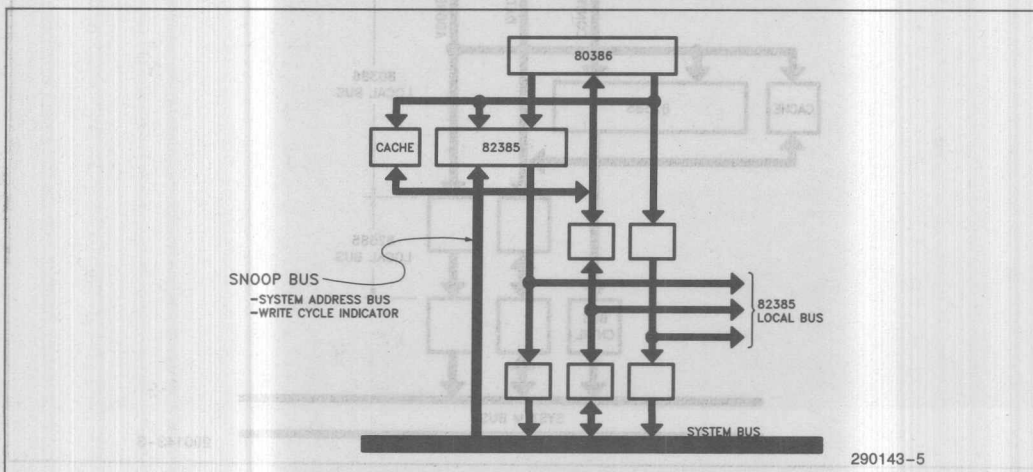 80386
CACHE
82385
SNOOP BUS
-SYSTEM ADDRESS BUS
-WRITE CYCLE INDICATOR
82385
LOCAL BUS
SYSTEM BUS
290143-5